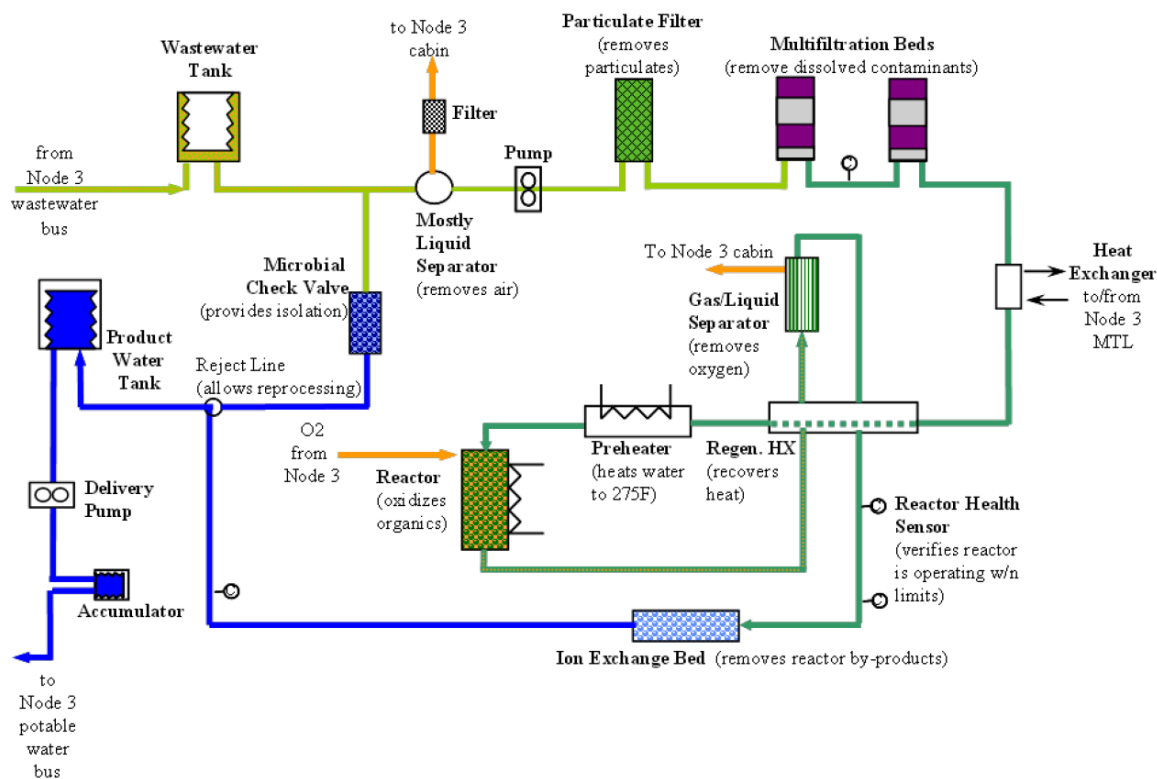 to Node 3
cabin
Wastewater
Tank
Particulate Filter
(removes
particulates)
Multifiltration Beds
(remove dissolved contaminants)
Filter
from
Node 3
wastewater
bus
Pump
C
Mostly
Liquid
Separator
(removes air)
To Node 3 cabin
Heat
Exchanger
to/from
Node 3
MTL
Microbial
Check Valve
(provides isolation)
Gas/Liquid
Separator
(removes
oxygen)
Product
Water
Tank
Reject Line
(allows reprocessing)
O2
from
Node 3
Preheater
(heats water
to 275F)
Regen. HX
(recovers
heat)
Reactor
(oxidizes
organics)
Delivery
Pump
C
Reactor Health
Sensor
(verifies reactor
is operating w/n
limits)
C
C
Accumulator
Ion Exchange Bed (removes reactor by-products)
to
Node 3
potable
water
bus